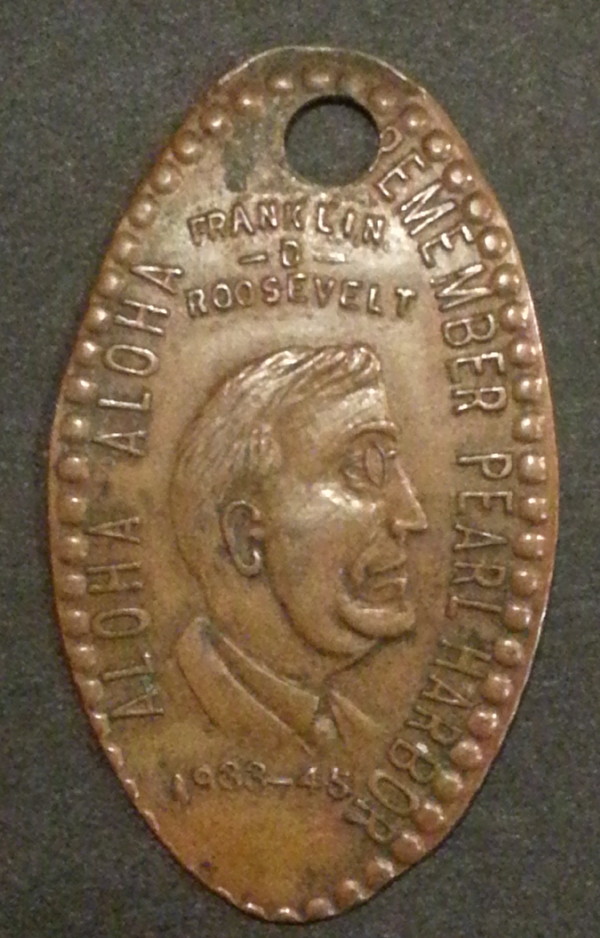 FRANKLIN
-D-
ROOSEVELT
ALOHA ALOHA
REMEMBER PEARL HARBOR
1933-45